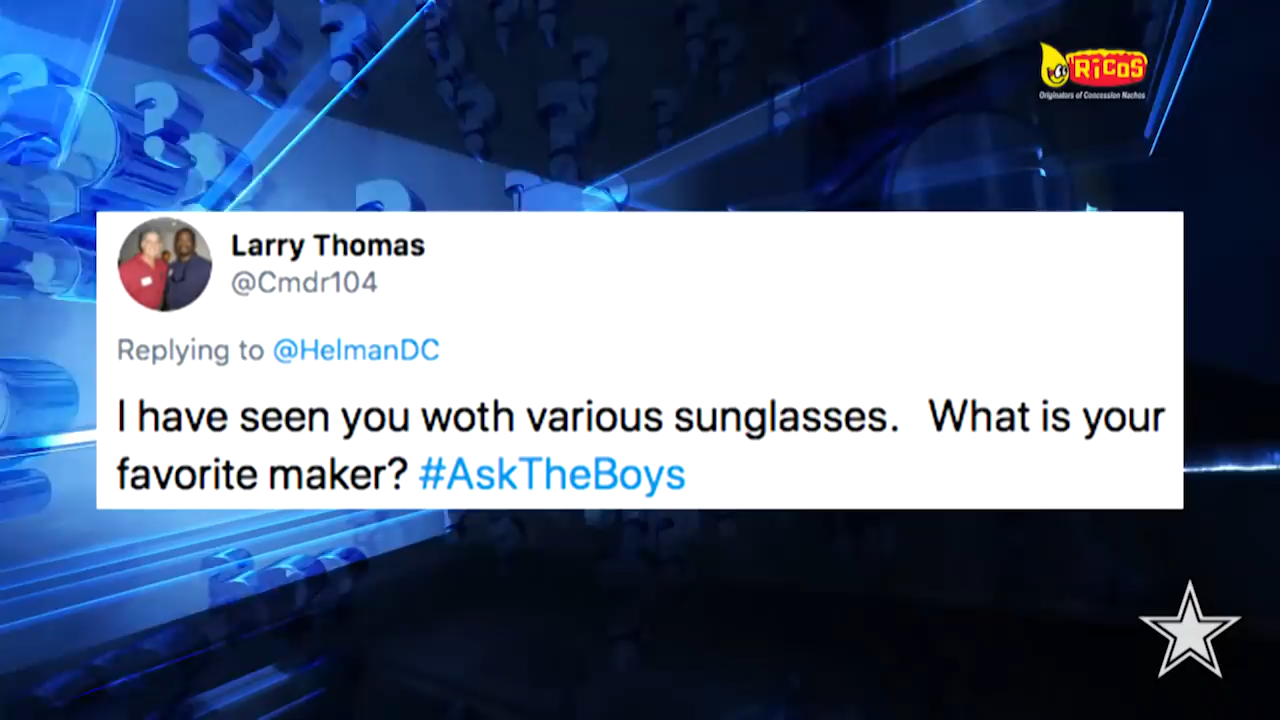 RICOS
Originators of Concession Nachos
Larry Thomas
@Cmdr104
Replying to @HelmanDC
I have seen you woth various sunglasses.   What is your
favorite maker? #AskTheBoys